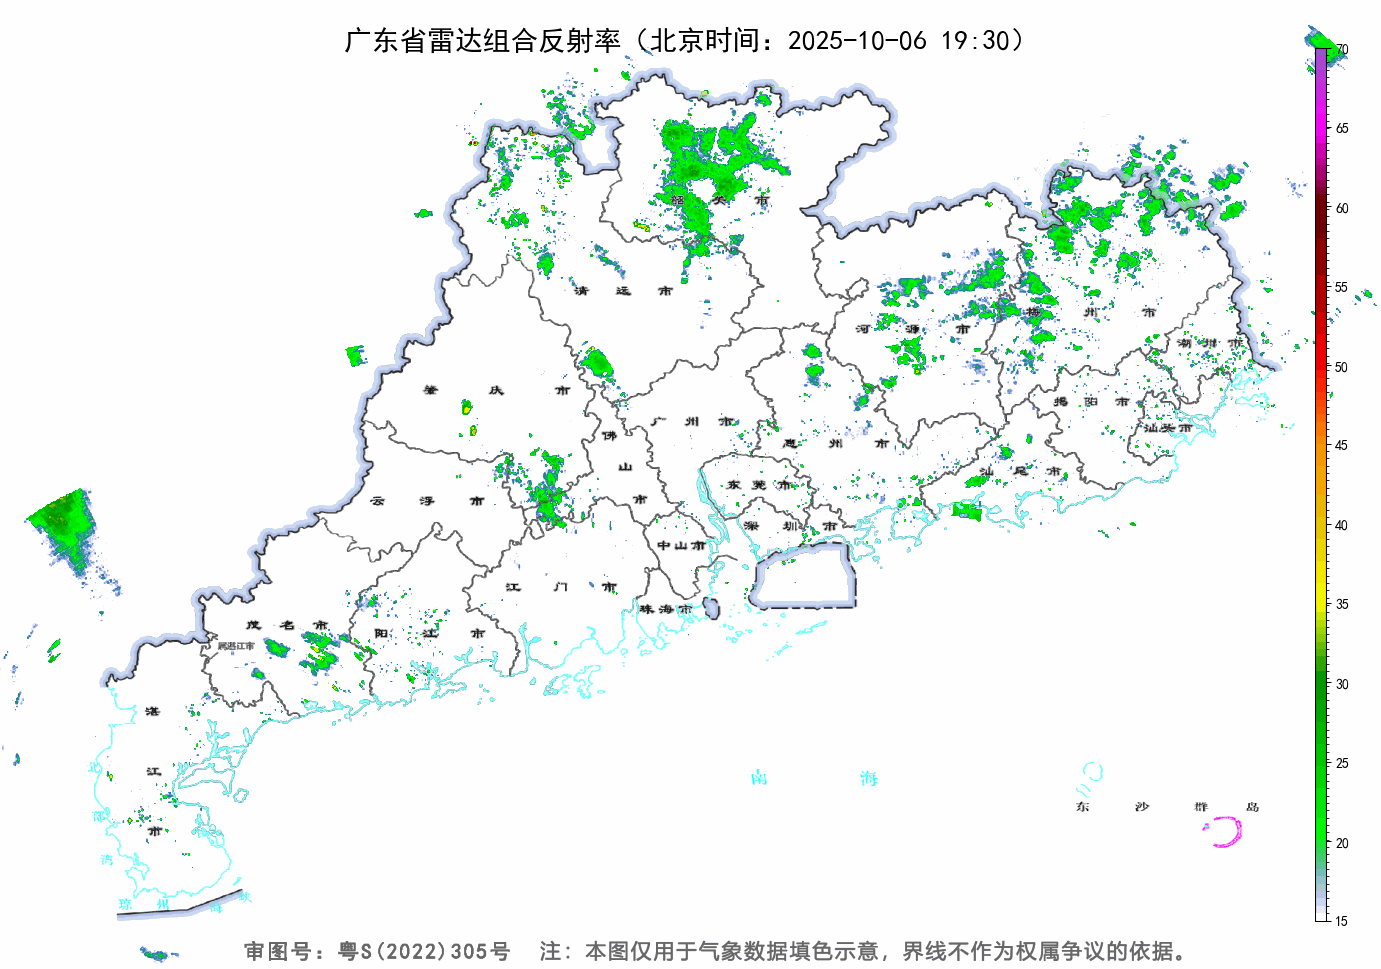 广东省雷达组合反射率（北京时间：2025-10-06 19:30）
70
65
60
55
50
45
40
35
30
25
20
15
韶关市
清远市
河源市
梅州市
潮州市
肇庆市
广州市
佛山市
惠州市
揭阳市
汕头市
汕尾市
云浮市
东莞市
深圳市
中山市
江门市
珠海市
茂名市
属湛江市
阳江市
湛江市
北部湾
琼州海峡
南海
东沙群岛
审图号：粤S(2022)305号 注：本图仅用于气象数据填色示意，界线不作为权属争议的依据。